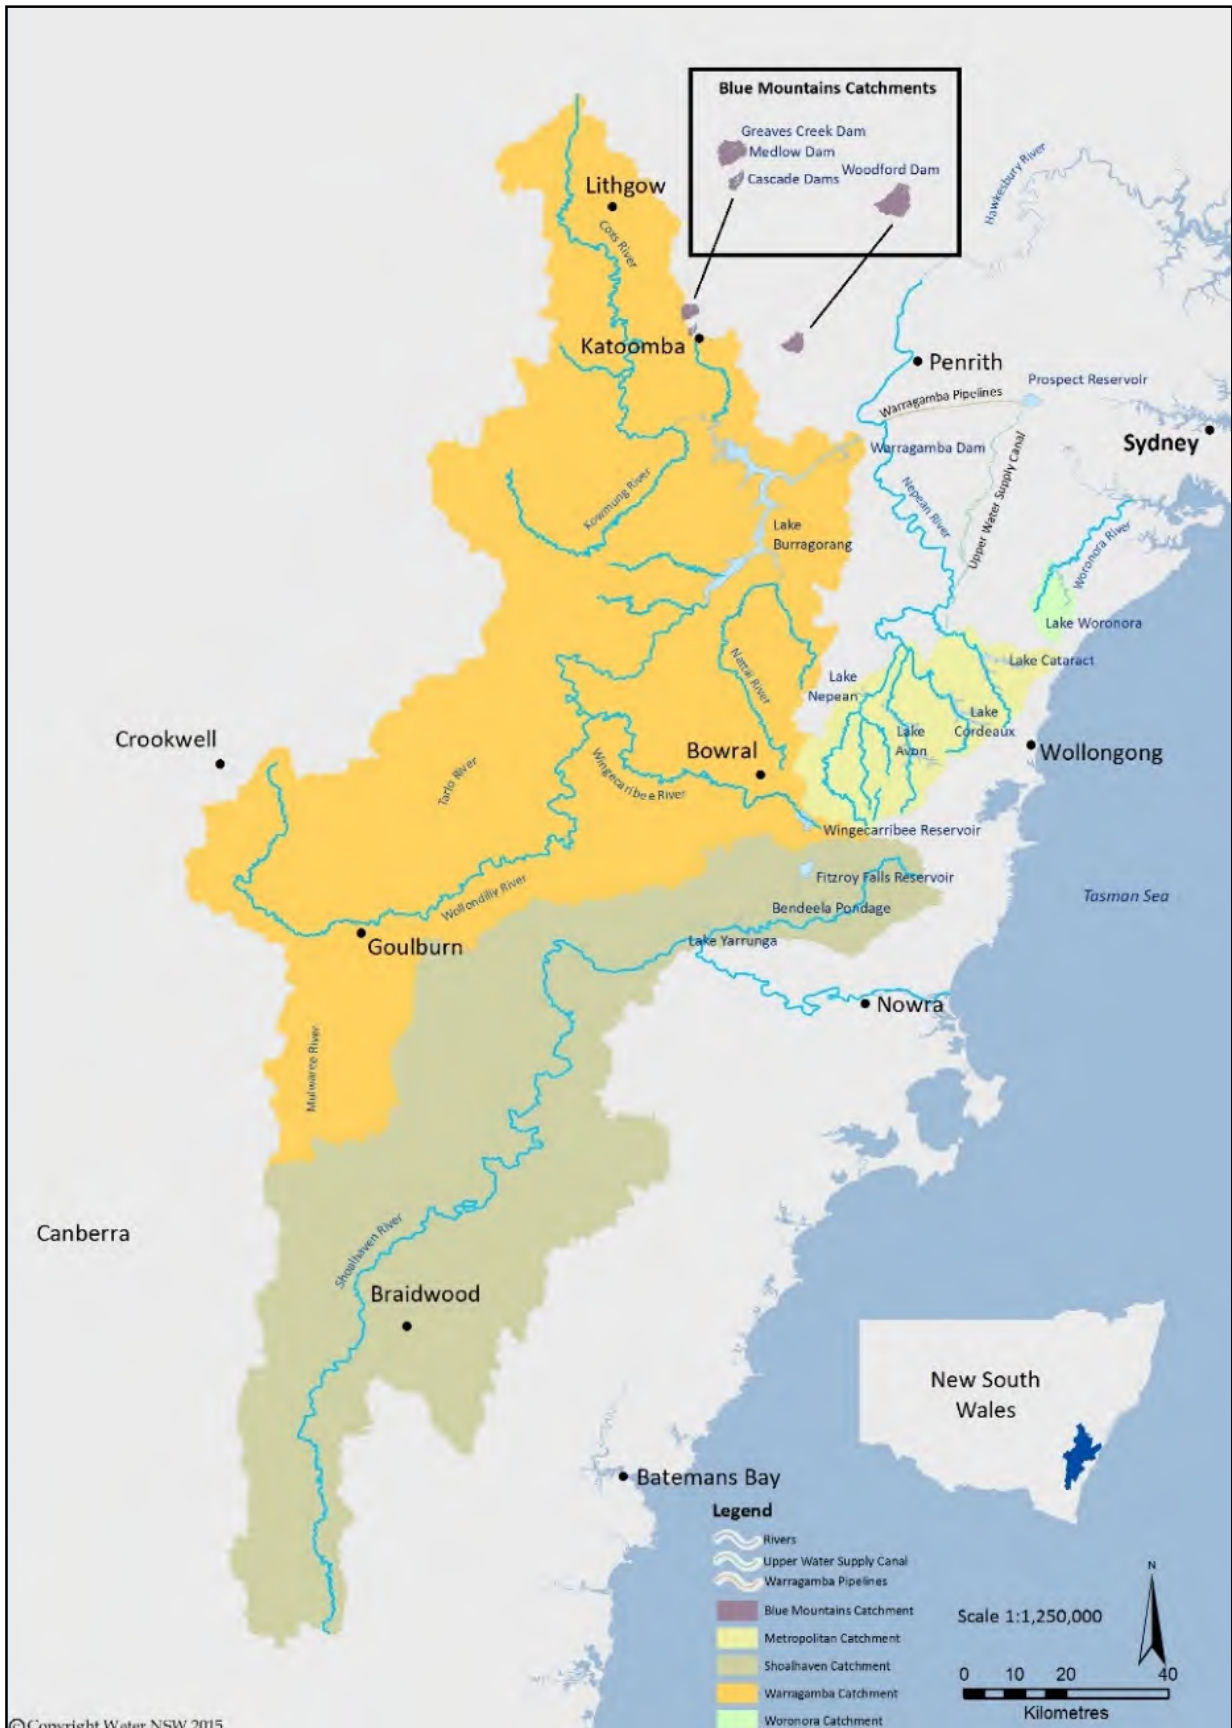 Blue Mountains Catchments
Greaves Creek Dam
Medlow Dam
Woodford Dam
Cascade Dams
Hawkesbury River
Lithgow
Coxs River
Katoomba
Penrith
Prospect Reservoir
Warragamba Pipelines
Sydney
Warragamba Dam
Upper Water Supply Canal
Nepean River
Kowmung River
Lake
Burragorang
Woronora River
Lake Woronora
Lake Cataract
Nattai River
Lake
Nepean
Lake
Cordeaux
Lake
Avon
Crookwell
Bowral
Wollongong
Tarlo River
Wingecaribee River
Wingecarribee Reservoir
Fitzroy Falls Reservoir
Tasman Sea
Wollondilly River
Bendeela Pondage
Goulburn
Lake Yarrunga
Nowra
Mulwaree River
Canberra
Shoalhaven River
Braidwood
New South
Wales
Batemans Bay
Legend
Rivers
Upper Water Supply Canal
Warragamba Pipelines
Blue Mountains Catchment
Metropolitan Catchment
Shoalhaven Catchment
Warragamba Catchment
Woronora Catchment
N
Scale 1:1,250,000
0 10 20 40
Kilometres
©Copyright Water NSW 2015